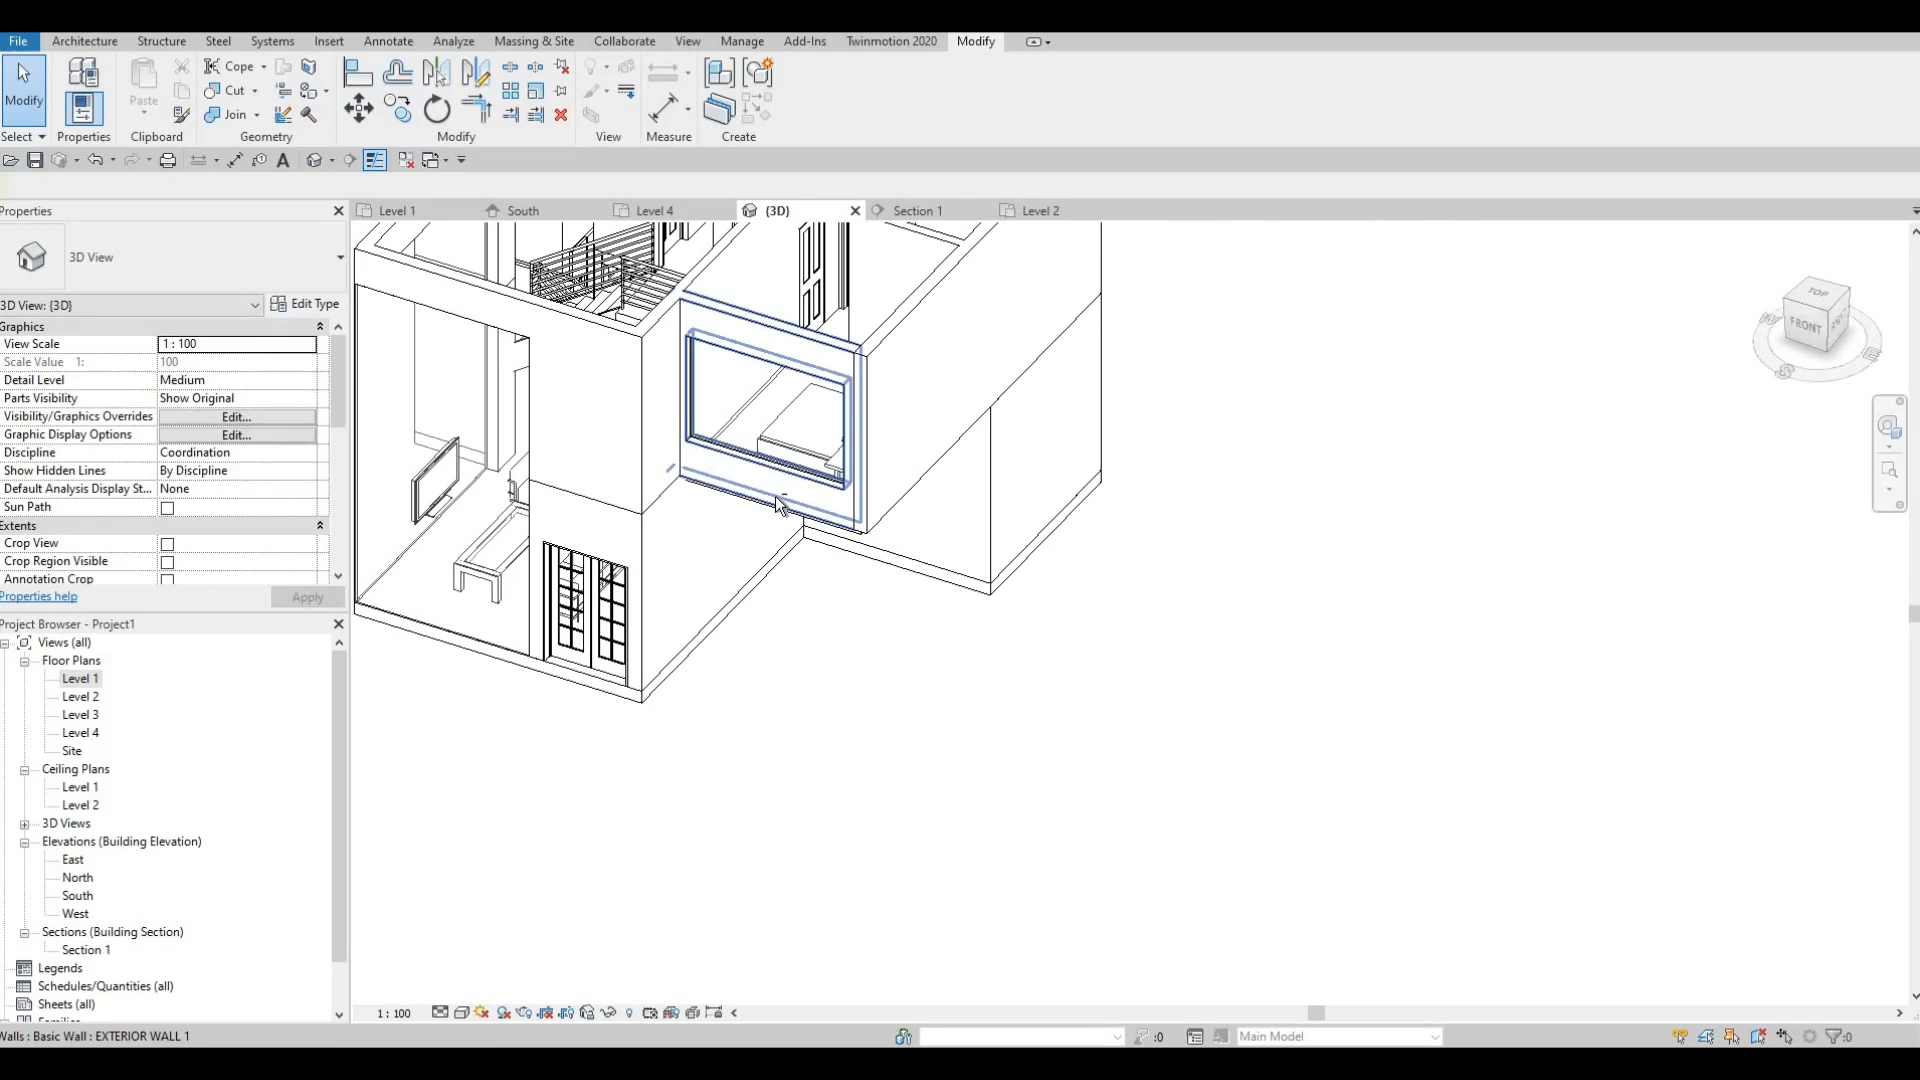 File Architecture Structure Steel Systems Insert Annotate Analyze Massing & Site Collaborate View Manage Add-Ins Twinmotion 2020 Modify
Modify
Paste
Cope
Cut
Join
Select Properties Clipboard Geometry Modify View Measure Create
A
Properties
Level 1 South Level 4 {3D} Section 1 Level 2
3D View
3D View: {3D} Edit Type
Graphics
View Scale 1 : 100
Scale Value 1: 100
Detail Level Medium
Parts Visibility Show Original
Visibility/Graphics Overrides Edit...
Graphic Display Options Edit...
Discipline Coordination
Show Hidden Lines By Discipline
Default Analysis Display St... None
Sun Path
Extents
Crop View
Crop Region Visible
Annotation Crop
Properties help Apply
TOP
FRONT
W
S
E
Project Browser - Project1
Views (all)
Floor Plans
Level 1
Level 2
Level 3
Level 4
Site
Ceiling Plans
Level 1
Level 2
3D Views
Elevations (Building Elevation)
East
North
South
West
Sections (Building Section)
Section 1
Legends
Schedules/Quantities (all)
Sheets (all)
1 : 100
Walls : Basic Wall : EXTERIOR WALL 1 :0 Main Model :0